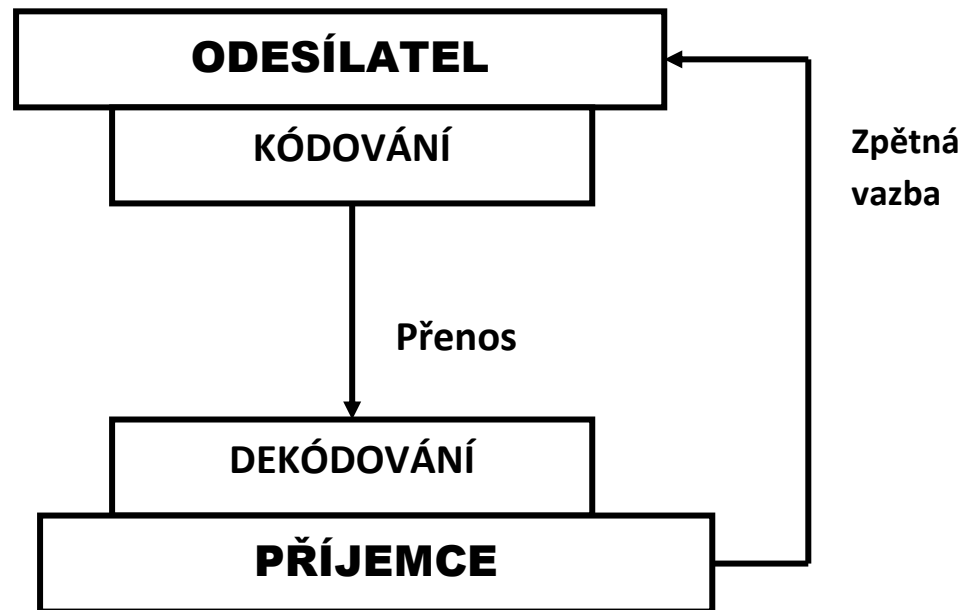 ODESÍLATEL
KÓDOVÁNÍ
Zpětná
vazba
Přenos
DEKÓDOVÁNÍ
PŘÍJEMCE